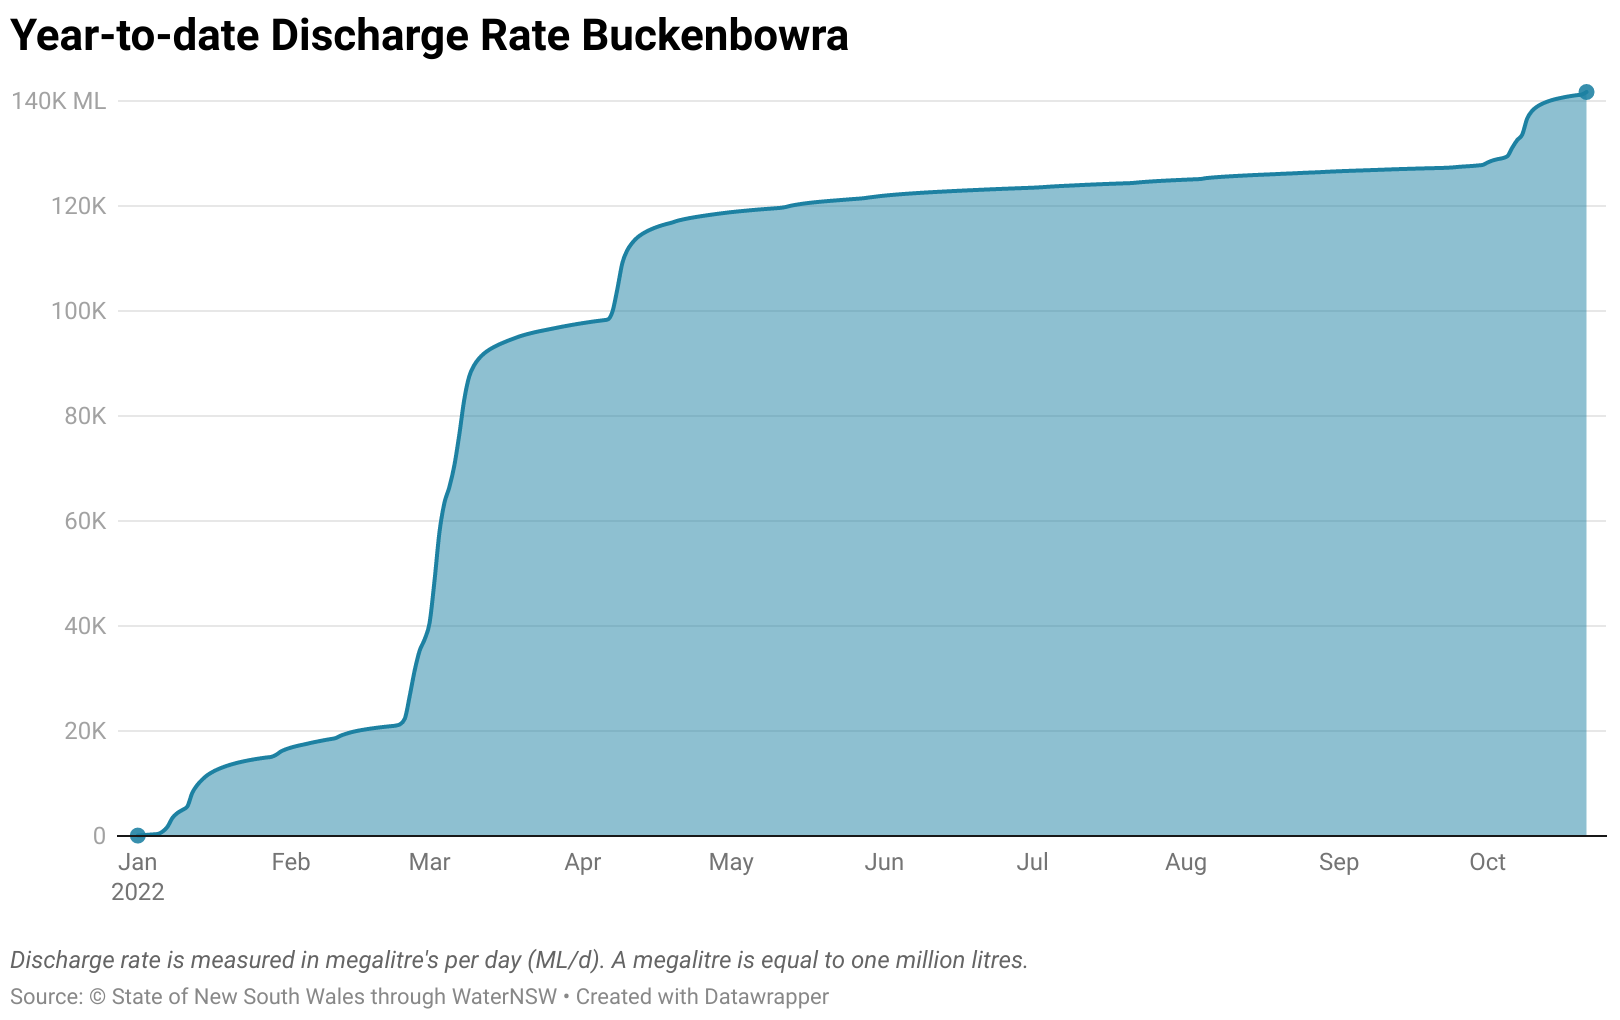 Year-to-date Discharge Rate Buckenbowra
140K ML
120K
100K
80K
60K
40K
20K
0
Jan Feb Mar Apr May Jun Jul Aug Sep Oct
2022
Discharge rate is measured in megalitre's per day (ML/d). A megalitre is equal to one million litres.
Source: © State of New South Wales through WaterNSW • Created with Datawrapper